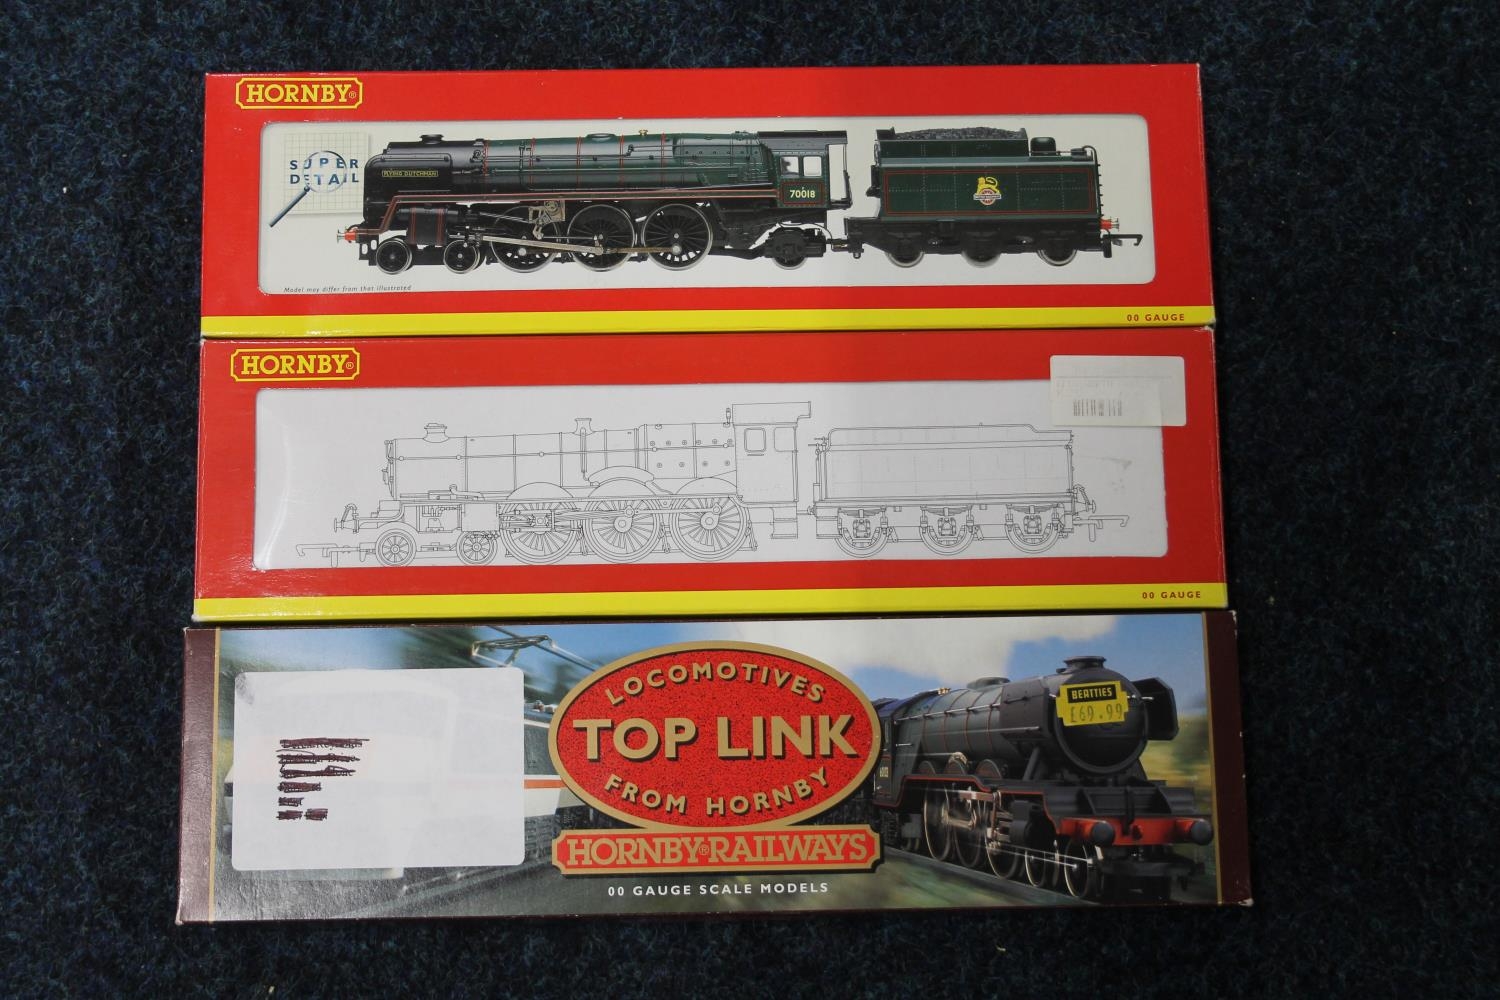 HORNBY®
SUPER
DETAIL
FLYING DUTCHMAN
70018
Model may differ from that illustrated
00 GAUGE
HORNBY®
00 GAUGE
LOCOMOTIVES
TOP LINK
FROM HORNBY
HORNBY®RAILWAYS
00 GAUGE SCALE MODELS
BEATTIES
£69.99